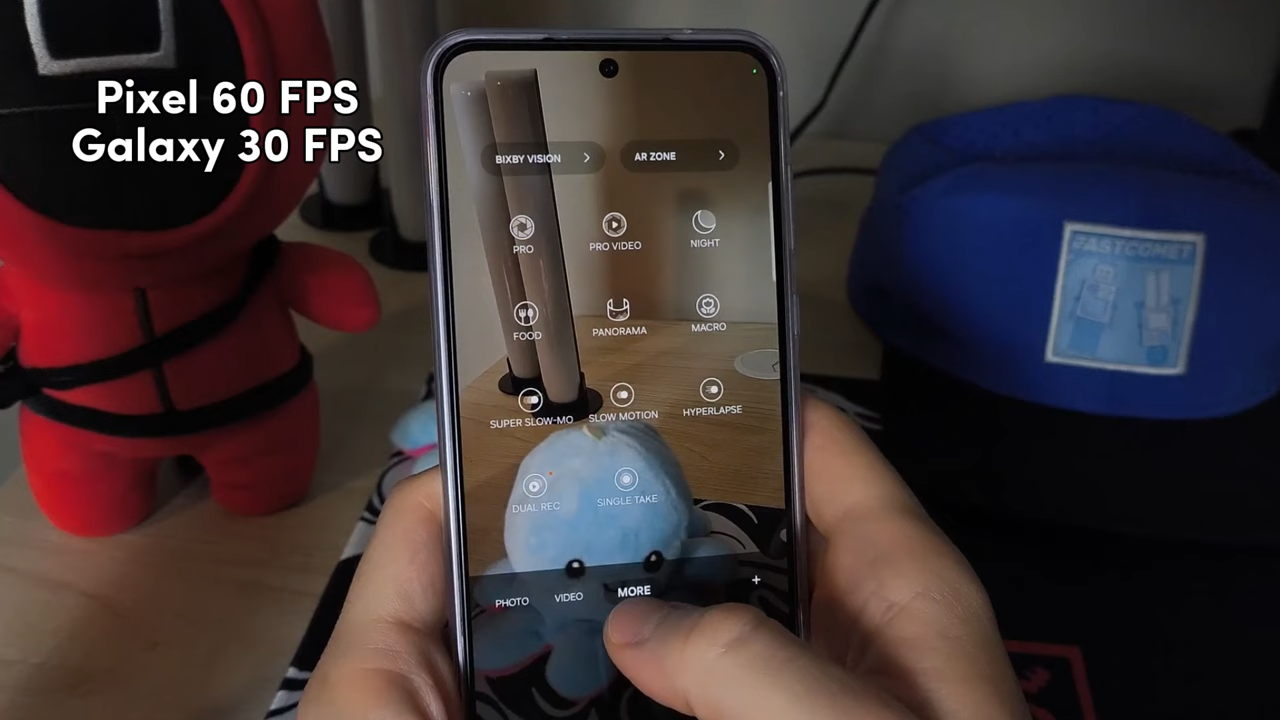 Pixel 60 FPS
Galaxy 30 FPS
BIXBY VISION
AR ZONE
PRO
PRO VIDEO
NIGHT
FOOD
PANORAMA
MACRO
SUPER SLOW-MO
SLOW MOTION
HYPERLAPSE
DUAL REC
SINGLE TAKE
PHOTO
VIDEO
MORE
FASTCOMET